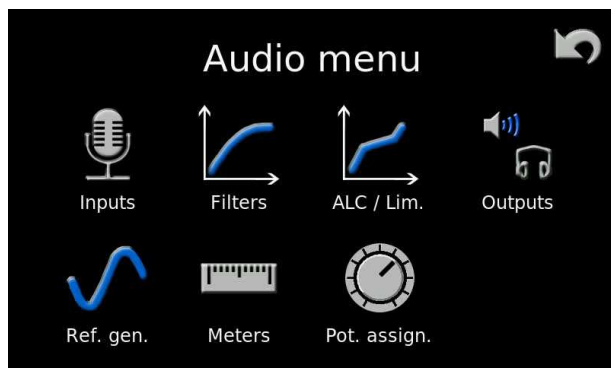 Audio menu
Inputs
Filters
ALC / Lim.
Outputs
Ref. gen.
Meters
Pot. assign.